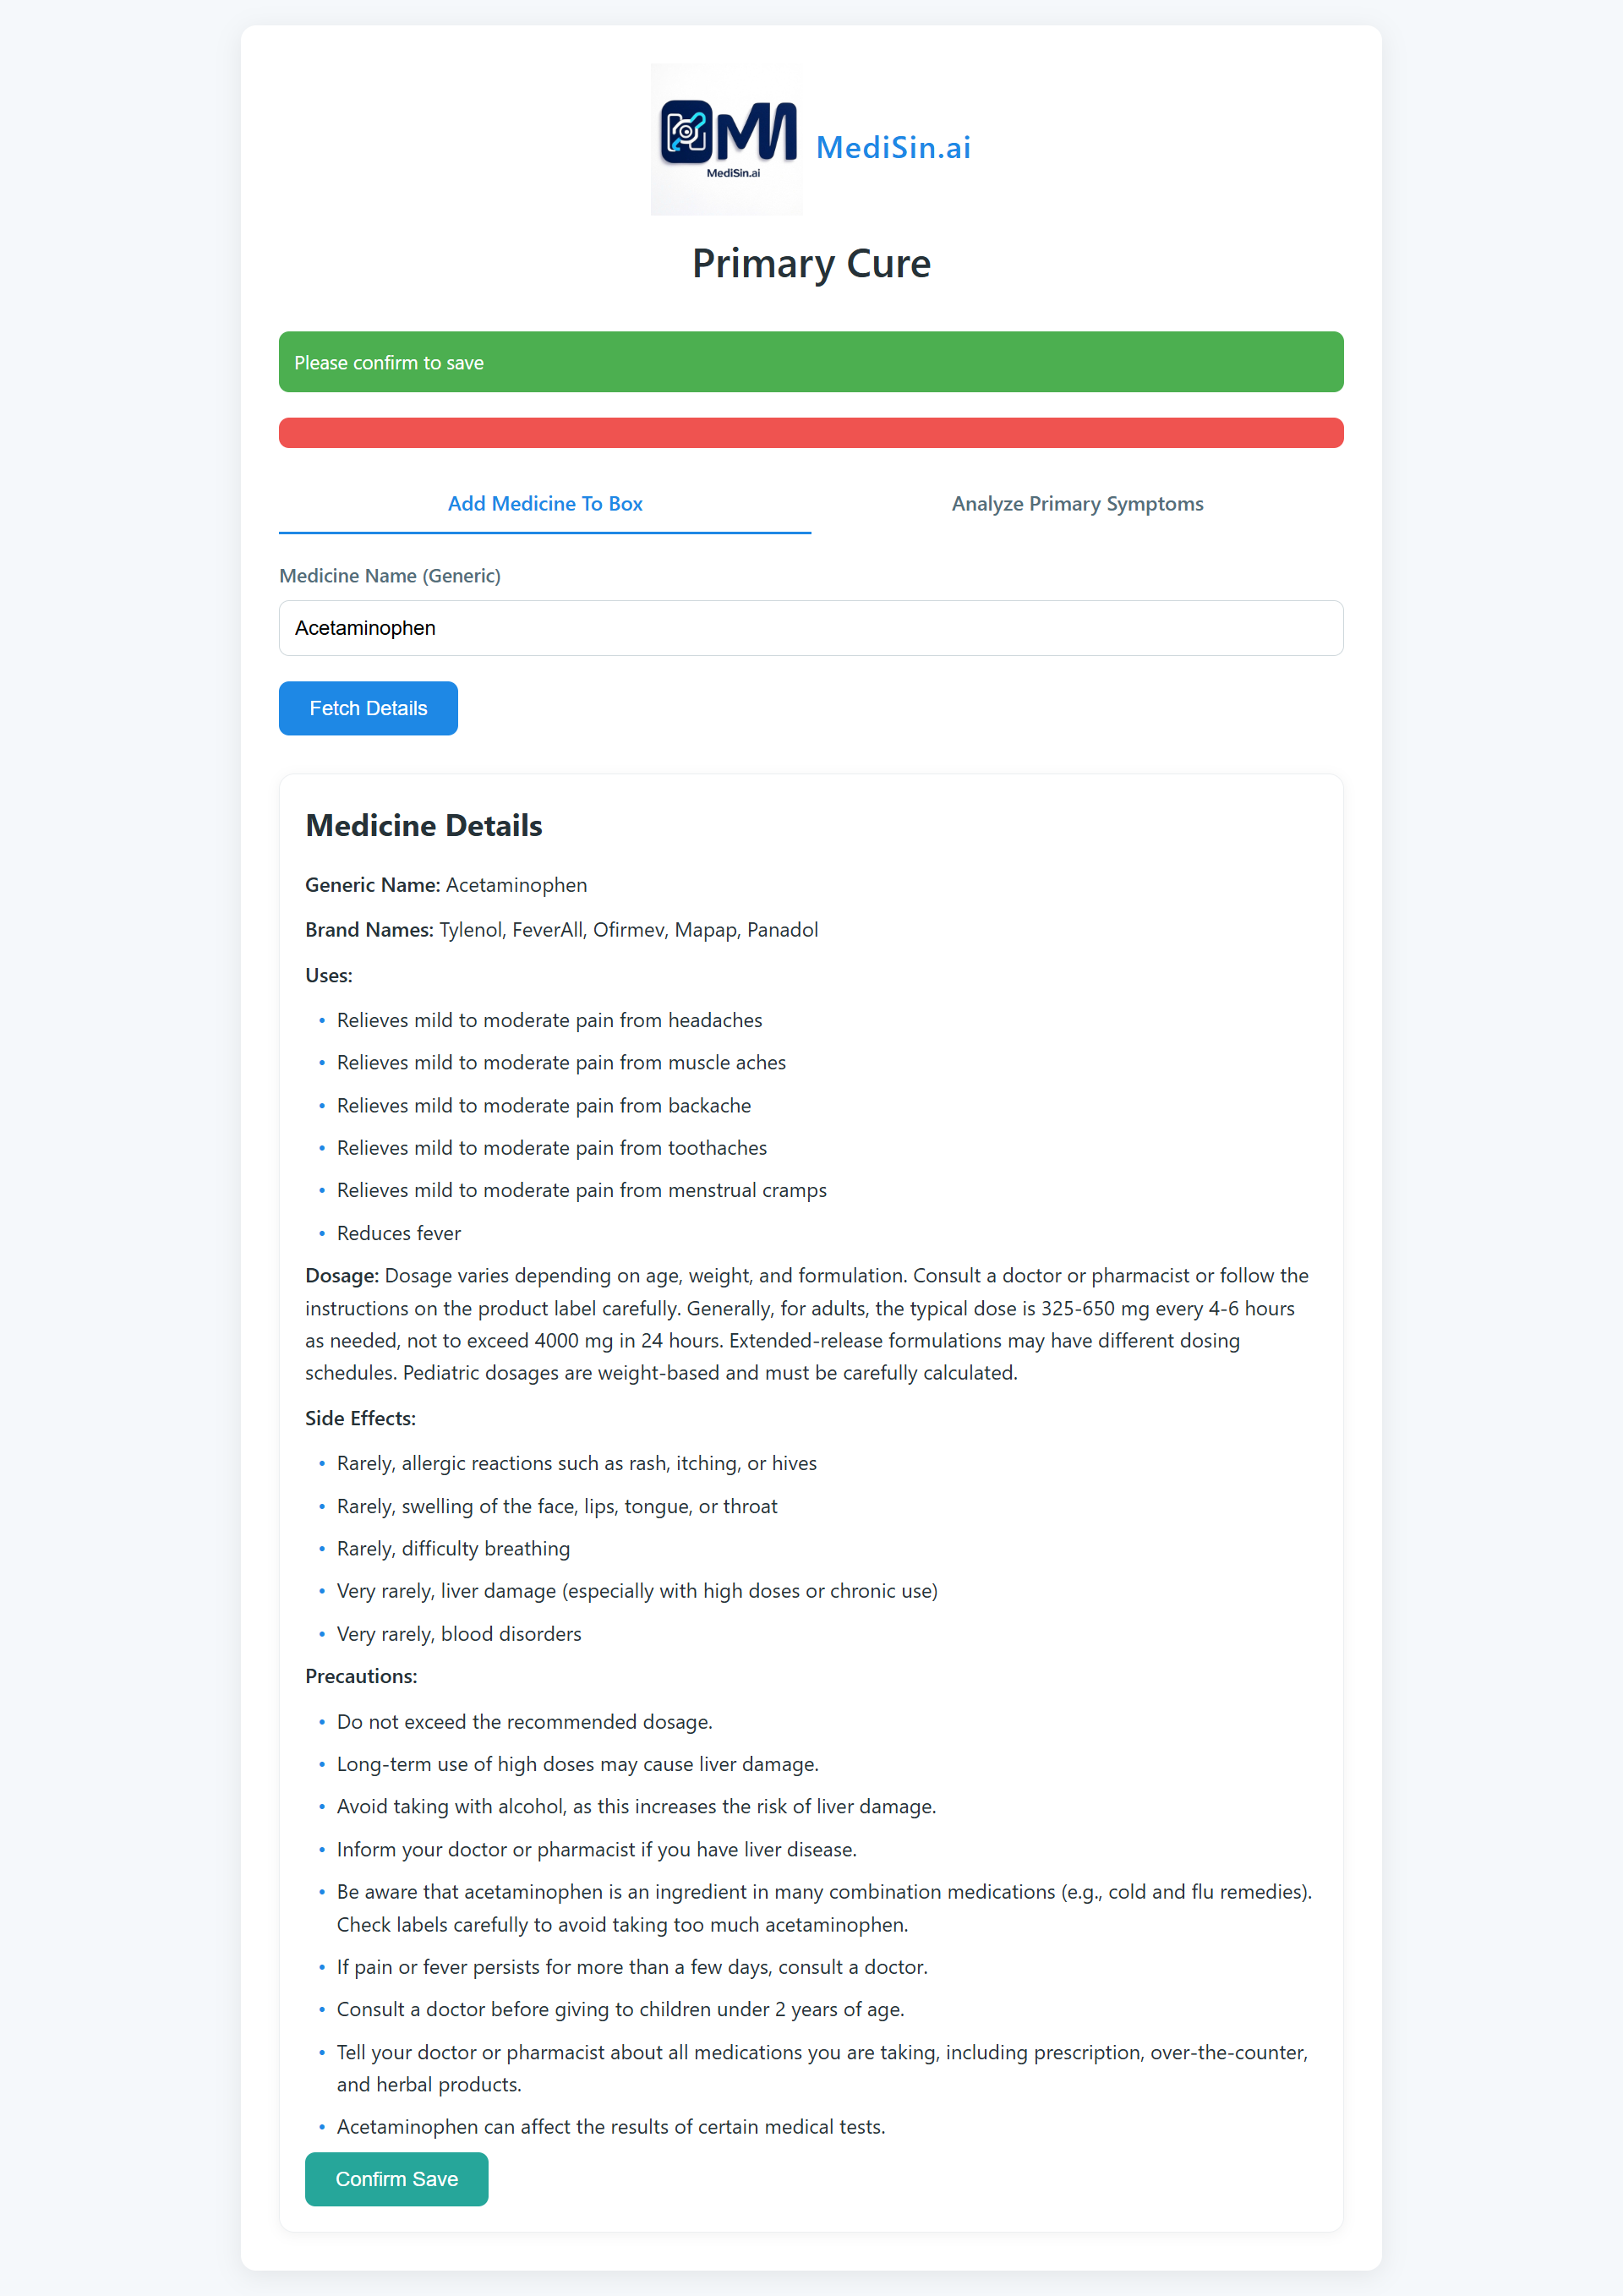 MM
MediSin.ai
MediSin.ai
Primary Cure
Please confirm to save
Add Medicine To Box
Analyze Primary Symptoms
Medicine Name (Generic)
Acetaminophen
Fetch Details
Medicine Details
Generic Name: Acetaminophen
Brand Names: Tylenol, FeverAll, Ofirmev, Mapap, Panadol
Uses:
• Relieves mild to moderate pain from headaches
• Relieves mild to moderate pain from muscle aches
• Relieves mild to moderate pain from backache
• Relieves mild to moderate pain from toothaches
• Relieves mild to moderate pain from menstrual cramps
• Reduces fever
Dosage: Dosage varies depending on age, weight, and formulation. Consult a doctor or pharmacist or follow the
instructions on the product label carefully. Generally, for adults, the typical dose is 325-650 mg every 4-6 hours
as needed, not to exceed 4000 mg in 24 hours. Extended-release formulations may have different dosing
schedules. Pediatric dosages are weight-based and must be carefully calculated.
Side Effects:
• Rarely, allergic reactions such as rash, itching, or hives
• Rarely, swelling of the face, lips, tongue, or throat
• Rarely, difficulty breathing
• Very rarely, liver damage (especially with high doses or chronic use)
• Very rarely, blood disorders
Precautions:
• Do not exceed the recommended dosage.
• Long-term use of high doses may cause liver damage.
• Avoid taking with alcohol, as this increases the risk of liver damage.
• Inform your doctor or pharmacist if you have liver disease.
• Be aware that acetaminophen is an ingredient in many combination medications (e.g., cold and flu remedies).
Check labels carefully to avoid taking too much acetaminophen.
• If pain or fever persists for more than a few days, consult a doctor.
• Consult a doctor before giving to children under 2 years of age.
• Tell your doctor or pharmacist about all medications you are taking, including prescription, over-the-counter,
and herbal products.
• Acetaminophen can affect the results of certain medical tests.
Confirm Save